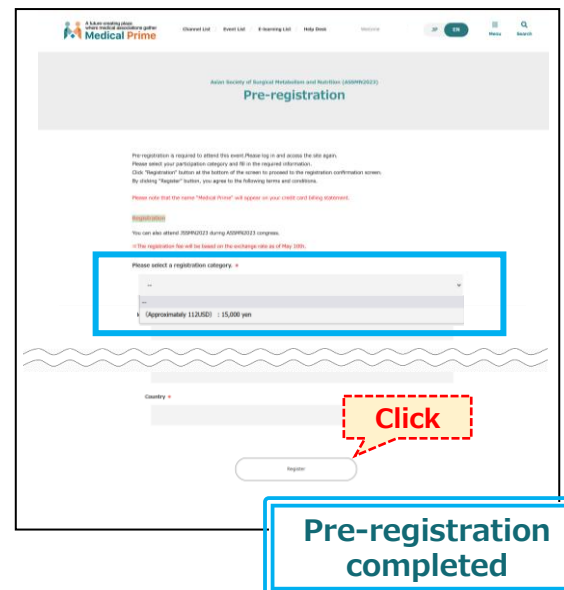 A future-creating place
where medical associations gather
Medical Prime
Channel List Event List E-learning List Help Desk Welcome JP EN Menu Search
Asian Society of Surgical Metabolism and Nutrition (ASSMN2023)
Pre-registration
Pre-registration is required to attend this event.Please log in and access the site again.
Please select your participation category and fill in the required information.
Click "Registration" button at the bottom of the screen to proceed to the registration confirmation screen.
By clicking "Register" button, you agree to the following terms and conditions.
Please note that the name "Medical Prime" will appear on your credit card billing statement.
Registration
You can also attend JSSMN2023 during ASSMN2023 congress.
※This registration fee will be based on the exchange rate as of May 16th.
Please select a registration category. *
--
--
(Approximately 112USD) : 15,000 yen
Country *
Click
Register
Pre-registration
completed